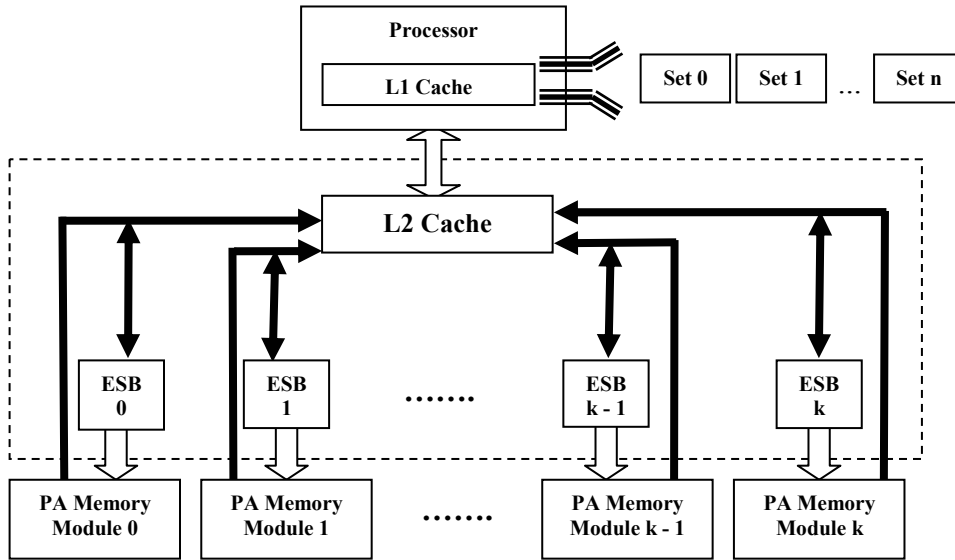 Processor
L1 Cache
Set 0
Set 1
...
Set n
L2 Cache
ESB
0
ESB
1
.......
ESB
k - 1
ESB
k
PA Memory
Module 0
PA Memory
Module 1
.......
PA Memory
Module k - 1
PA Memory
Module k